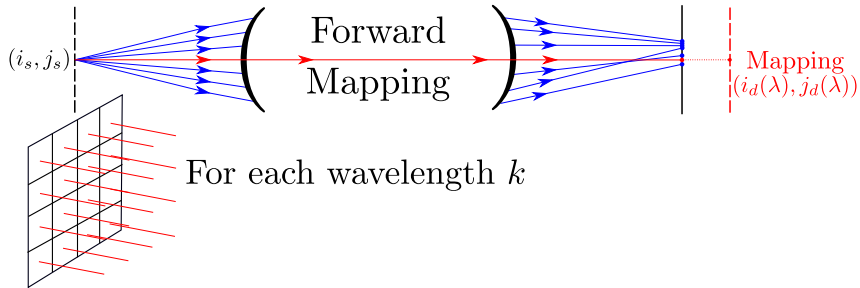 Forward
Mapping
(i_s, j_s)
Mapping
(i_d(λ), j_d(λ))
For each wavelength k